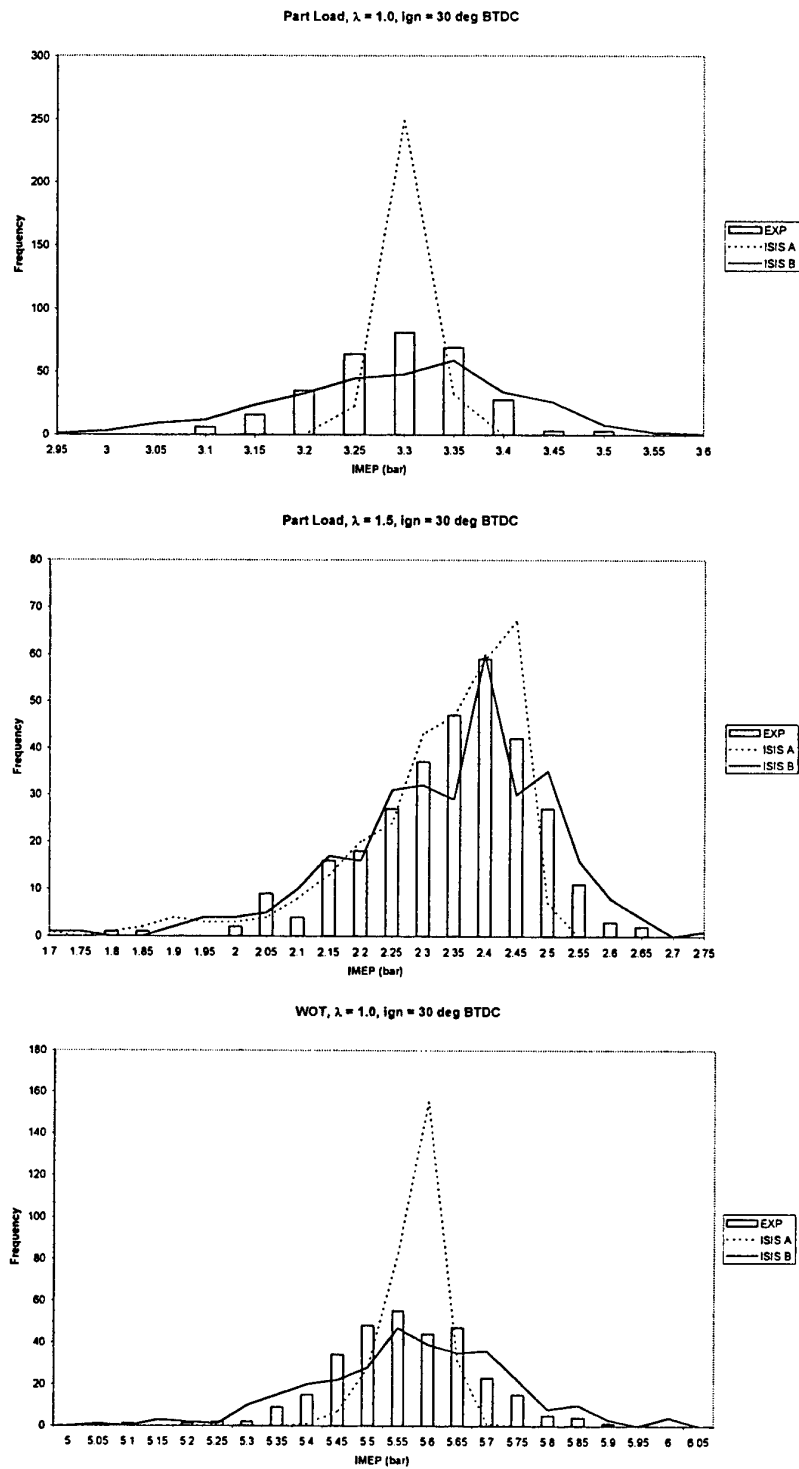 Part Load, λ = 1.0, ign = 30 deg BTDC
300
250
200
150
100
50
0
Frequency
2.95 3 3.05 3.1 3.15 3.2 3.25 3.3 3.35 3.4 3.45 3.5 3.55 3 6
IMEP (bar)
EXP
ISIS A
ISIS B
Part Load, λ = 1.5, ign = 30 deg BTDC
80
70
60
50
40
30
20
10
0
Frequency
1 7 1.75 1.8 1.85 1.9 1.95 2 2.05 2.1 2.15 2 2 2.25 2 3 2.35 2.4 2.45 2 5 2.55 2.6 2.65 2.7 2 75
IMEP (bar)
EXP
ISIS A
ISIS B
WOT, λ = 1.0, ign = 30 deg BTDC
180
160
140
120
100
80
60
40
20
0
Frequency
5 5.05 5 1 5 15 5 2 5.25 5.3 5.35 5 4 5 45 5 5 5.55 5 6 5.65 5 7 5.75 5 8 5.85 5.9 5.95 6 6 05
IMEP (bar)
EXP
ISIS A
ISIS B